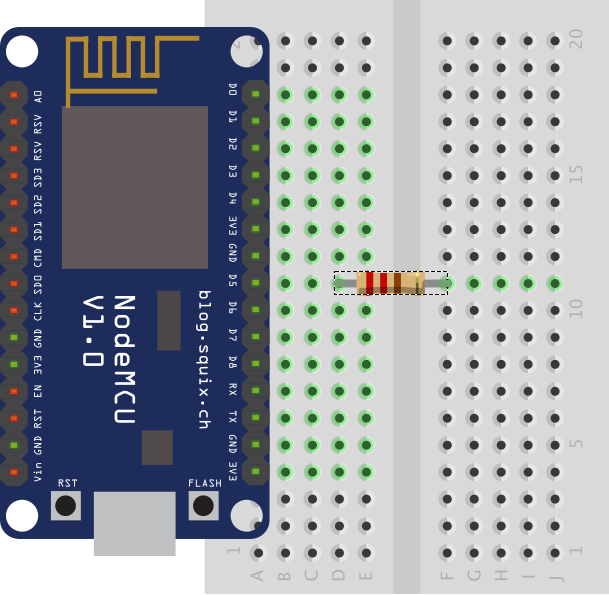 20
15
10
5
1
1
A B C D E F G H I J
A0
RSV
RSV
SD3
SD2
SD1
CMD
SD0
CLK
GND
3V3
EN
RST
GND
Vin
D0
D1
D2
D3
D4
3V3
GND
D5
D6
D7
D8
RX
TX
GND
3V3
NodeMCU
V1.0
blog.squix.ch
RST
FLASH